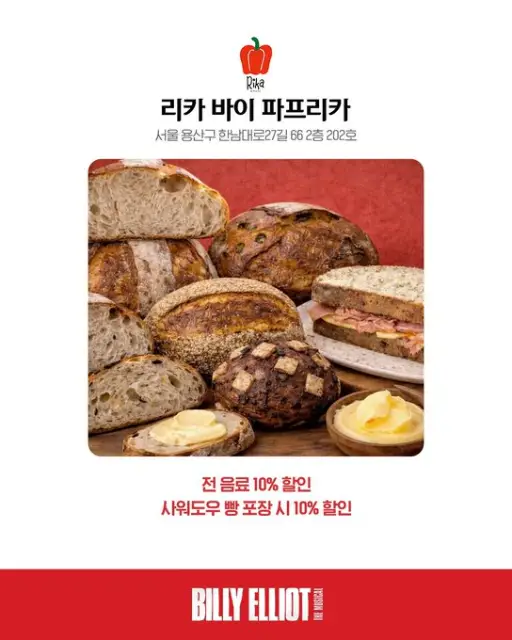 Rika
리카 바이 파프리카
서울 용산구 한남대로27길 66 2층 202호
전 음료 10% 할인
사워도우 빵 포장 시 10% 할인
BILLY ELLIOT THE MUSICAL